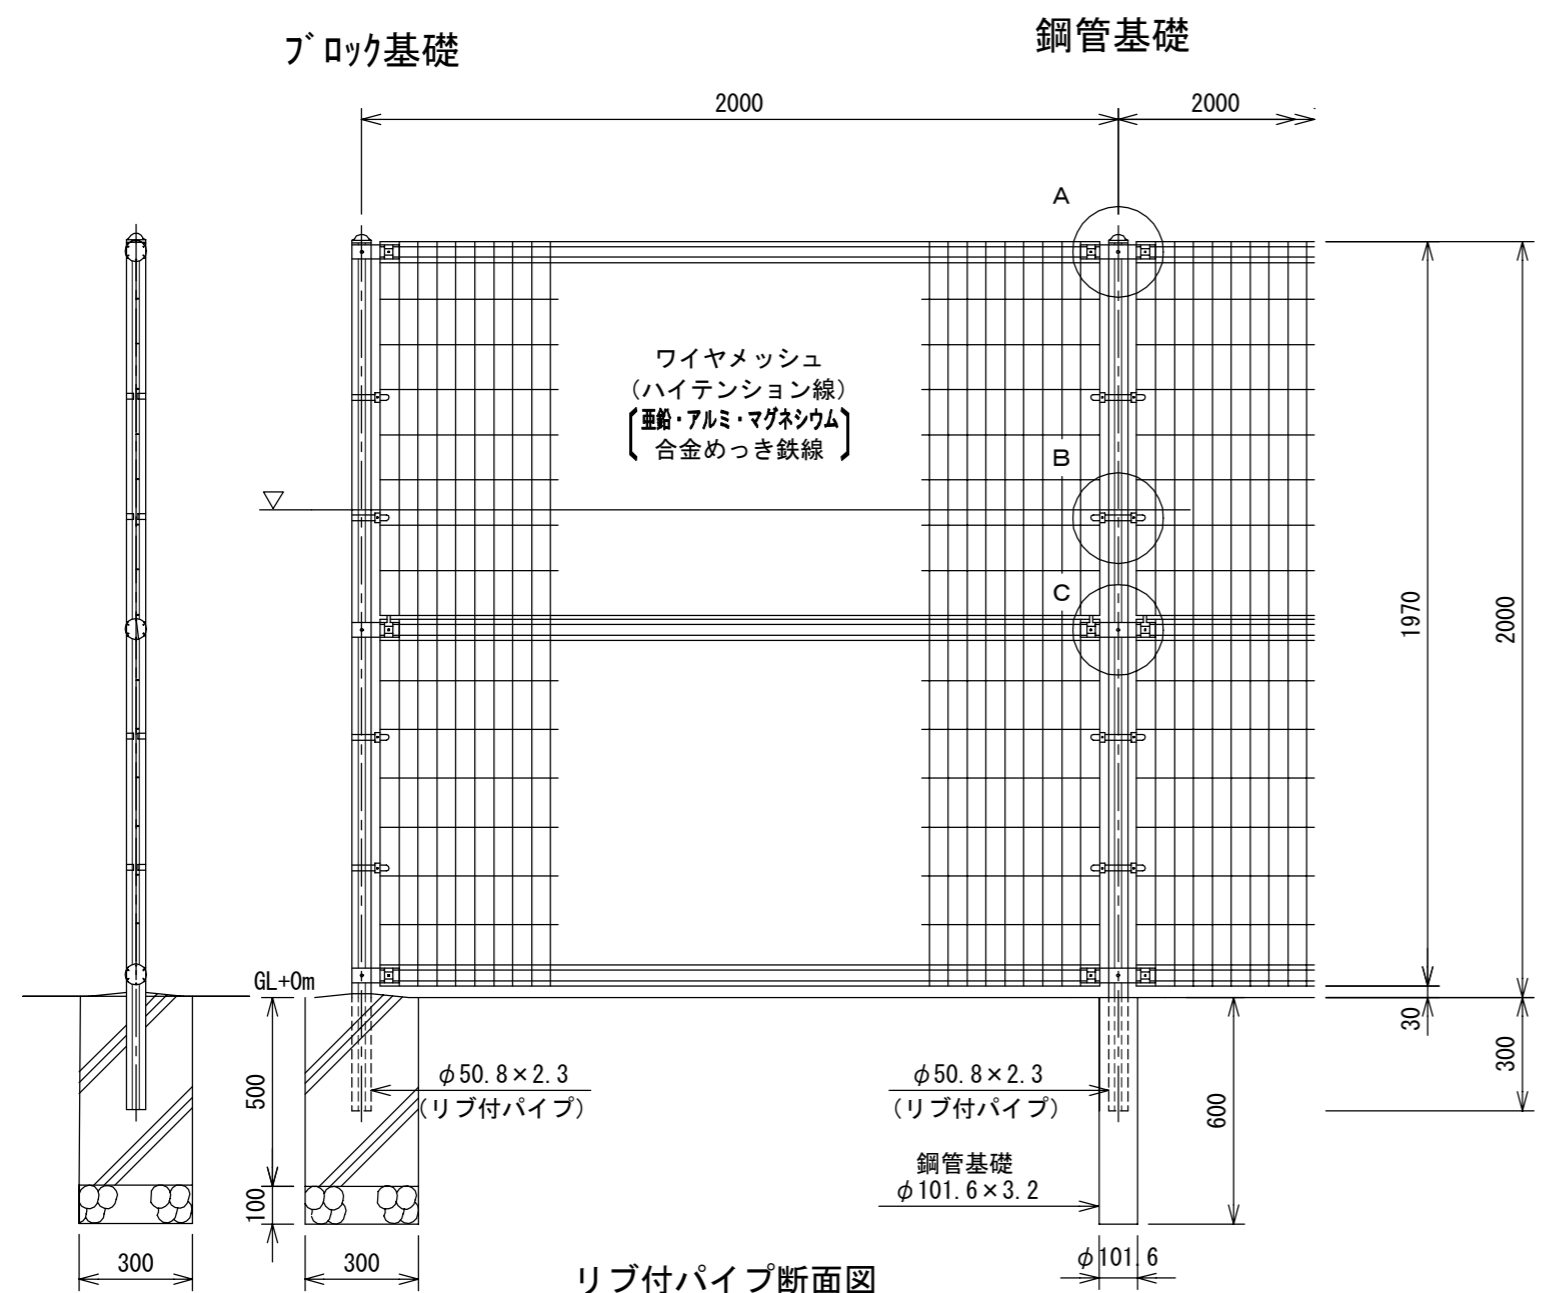 ブロック基礎
鋼管基礎
2000
2000
A
ワイヤメッシュ
(ハイテンション線)
亜鉛・アルミ・マグネシウム
合金めっき鉄線
B
C
1970
2000
GL+0m
30
300
500
φ50.8×2.3
(リブ付パイプ)
φ50.8×2.3
(リブ付パイプ)
600
鋼管基礎
φ101.6×3.2
100
300
300
φ101.6
リブ付パイプ断面図